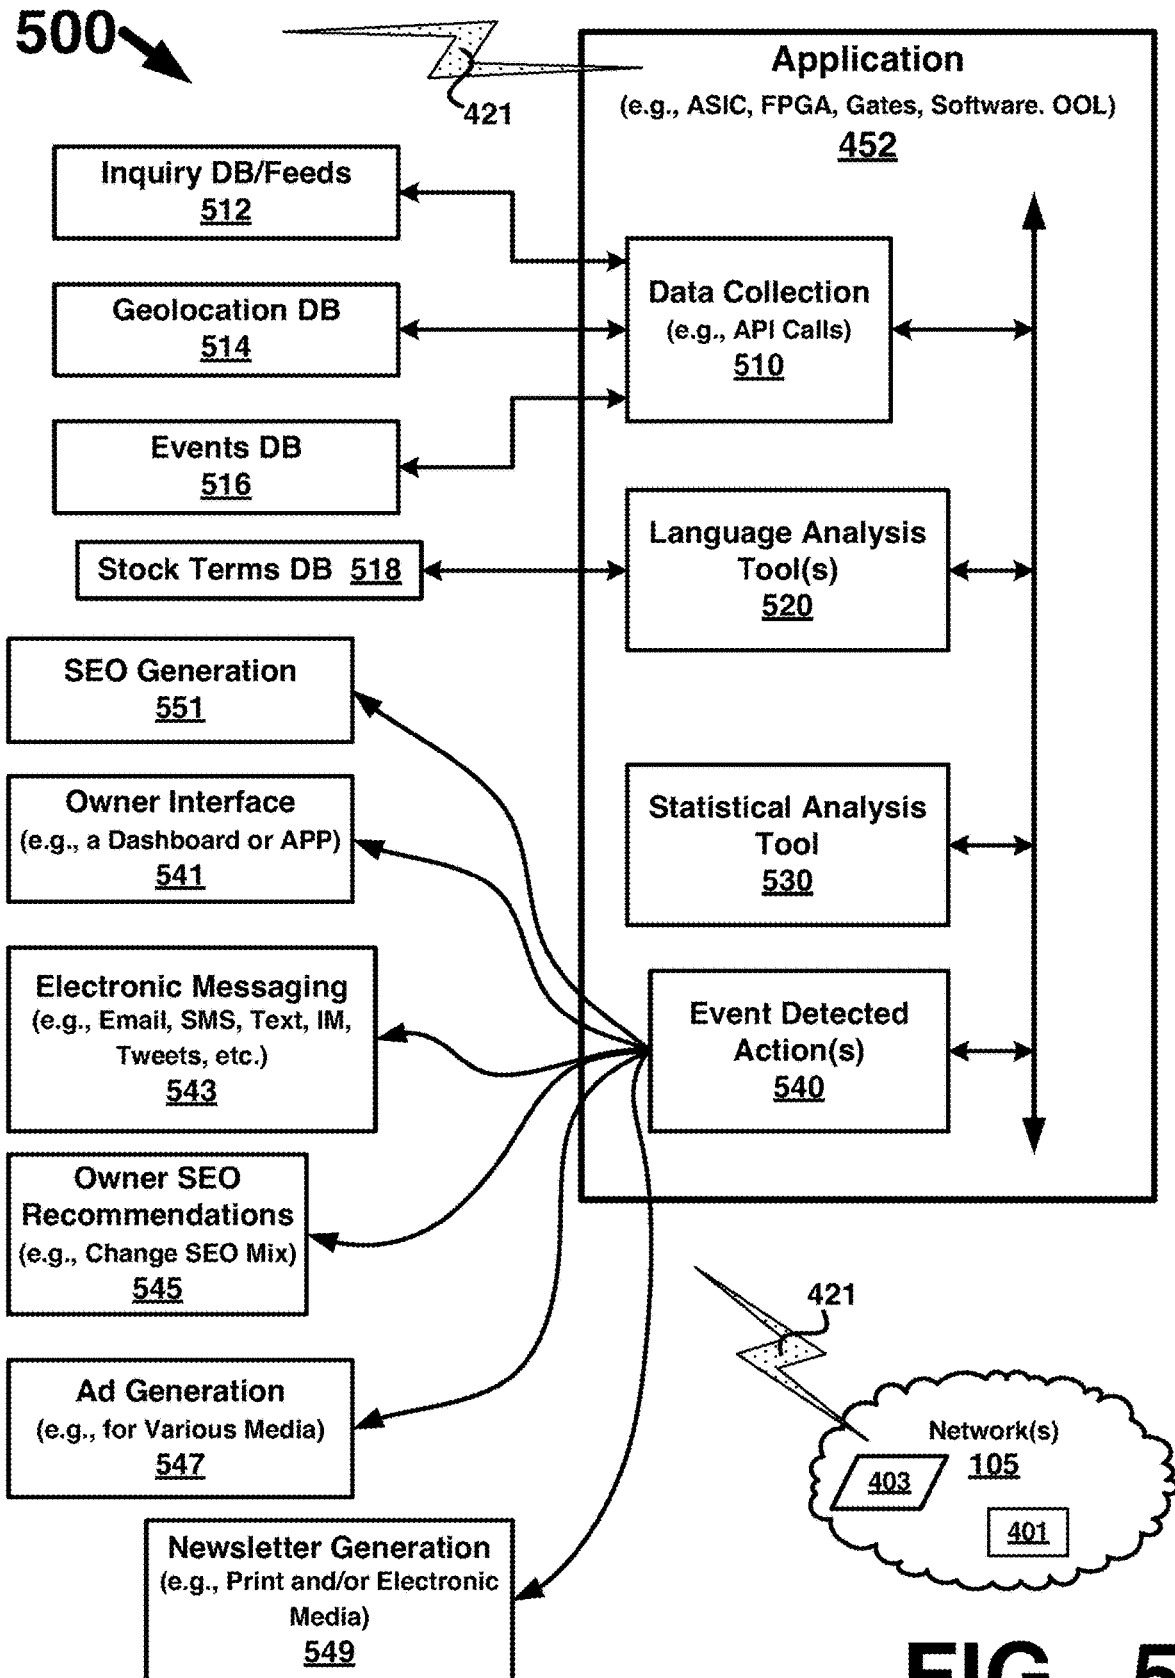 500
421
Application
(e.g., ASIC, FPGA, Gates, Software. OOL)
452
Inquiry DB/Feeds
512
Geolocation DB
514
Events DB
516
Stock Terms DB 518
Data Collection
(e.g., API Calls)
510
Language Analysis
Tool(s)
520
Statistical Analysis
Tool
530
Event Detected
Action(s)
540
SEO Generation
551
Owner Interface
(e.g., a Dashboard or APP)
541
Electronic Messaging
(e.g., Email, SMS, Text, IM,
Tweets, etc.)
543
Owner SEO
Recommendations
(e.g., Change SEO Mix)
545
Ad Generation
(e.g., for Various Media)
547
Newsletter Generation
(e.g., Print and/or Electronic
Media)
549
421
Network(s)
105
403
401
FIG. 5